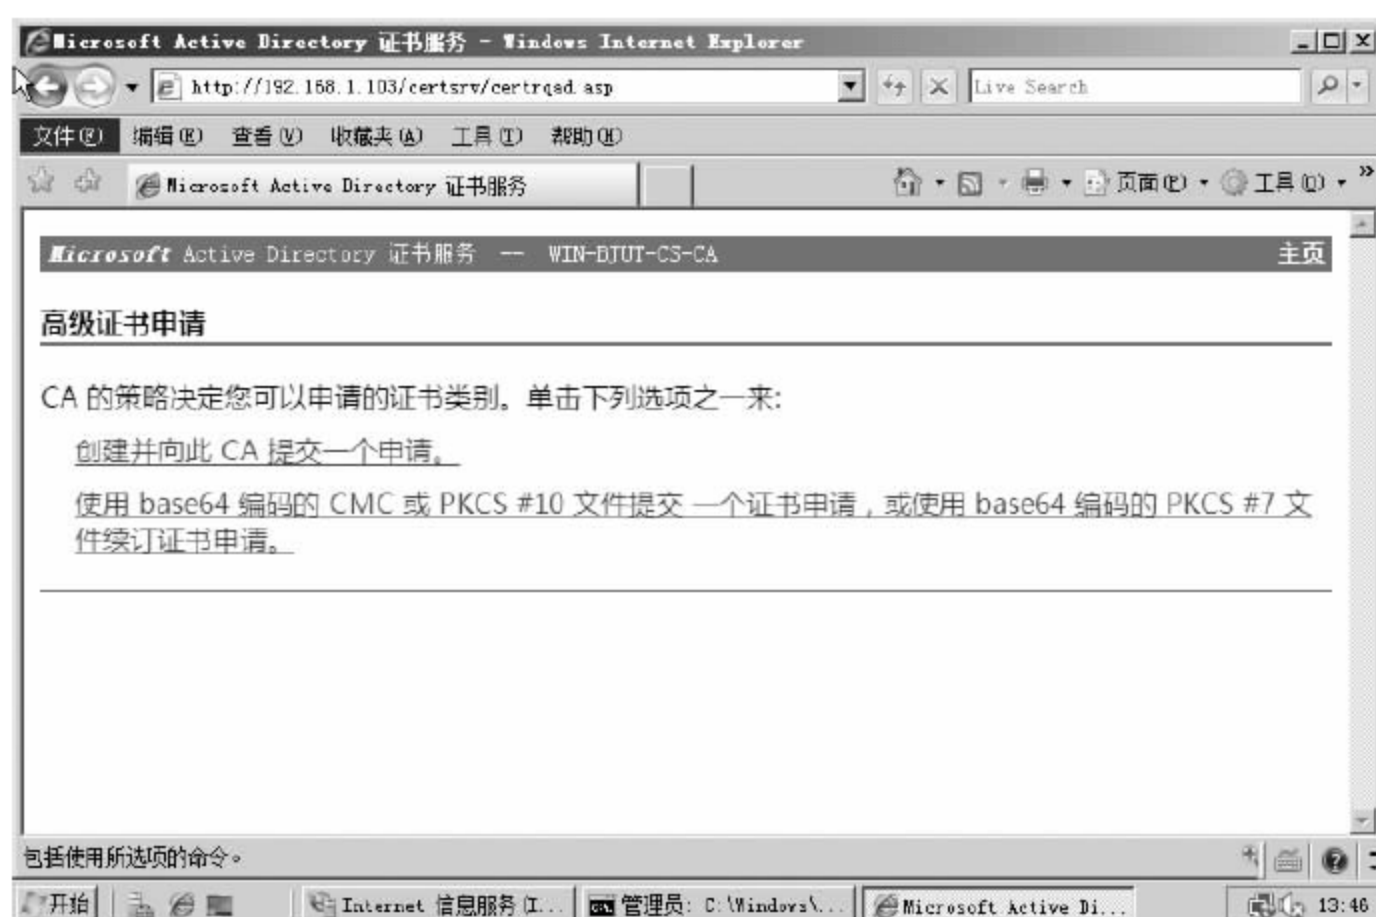 Microsoft Active Directory 证书服务 - Windows Internet Explorer
http://192.168.1.103/certsrv/certrqad.asp
Live Search
文件(F) 编辑(E) 查看(V) 收藏夹(A) 工具(T) 帮助(H)
Microsoft Active Directory 证书服务
页面(P) 工具(O) »
Microsoft Active Directory 证书服务 -- WIN-BJUT-CS-CA 主页
高级证书申请
CA 的策略决定您可以申请的证书类别。单击下列选项之一来:
创建并向此 CA 提交一个申请。
使用 base64 编码的 CMC 或 PKCS #10 文件提交 一个证书申请，或使用 base64 编码的 PKCS #7 文
件续订证书申请。
包括使用所选项的命令。
开始 Internet 信息服务(I... 管理员: C:\Windows\... Microsoft Active Di... 13:46